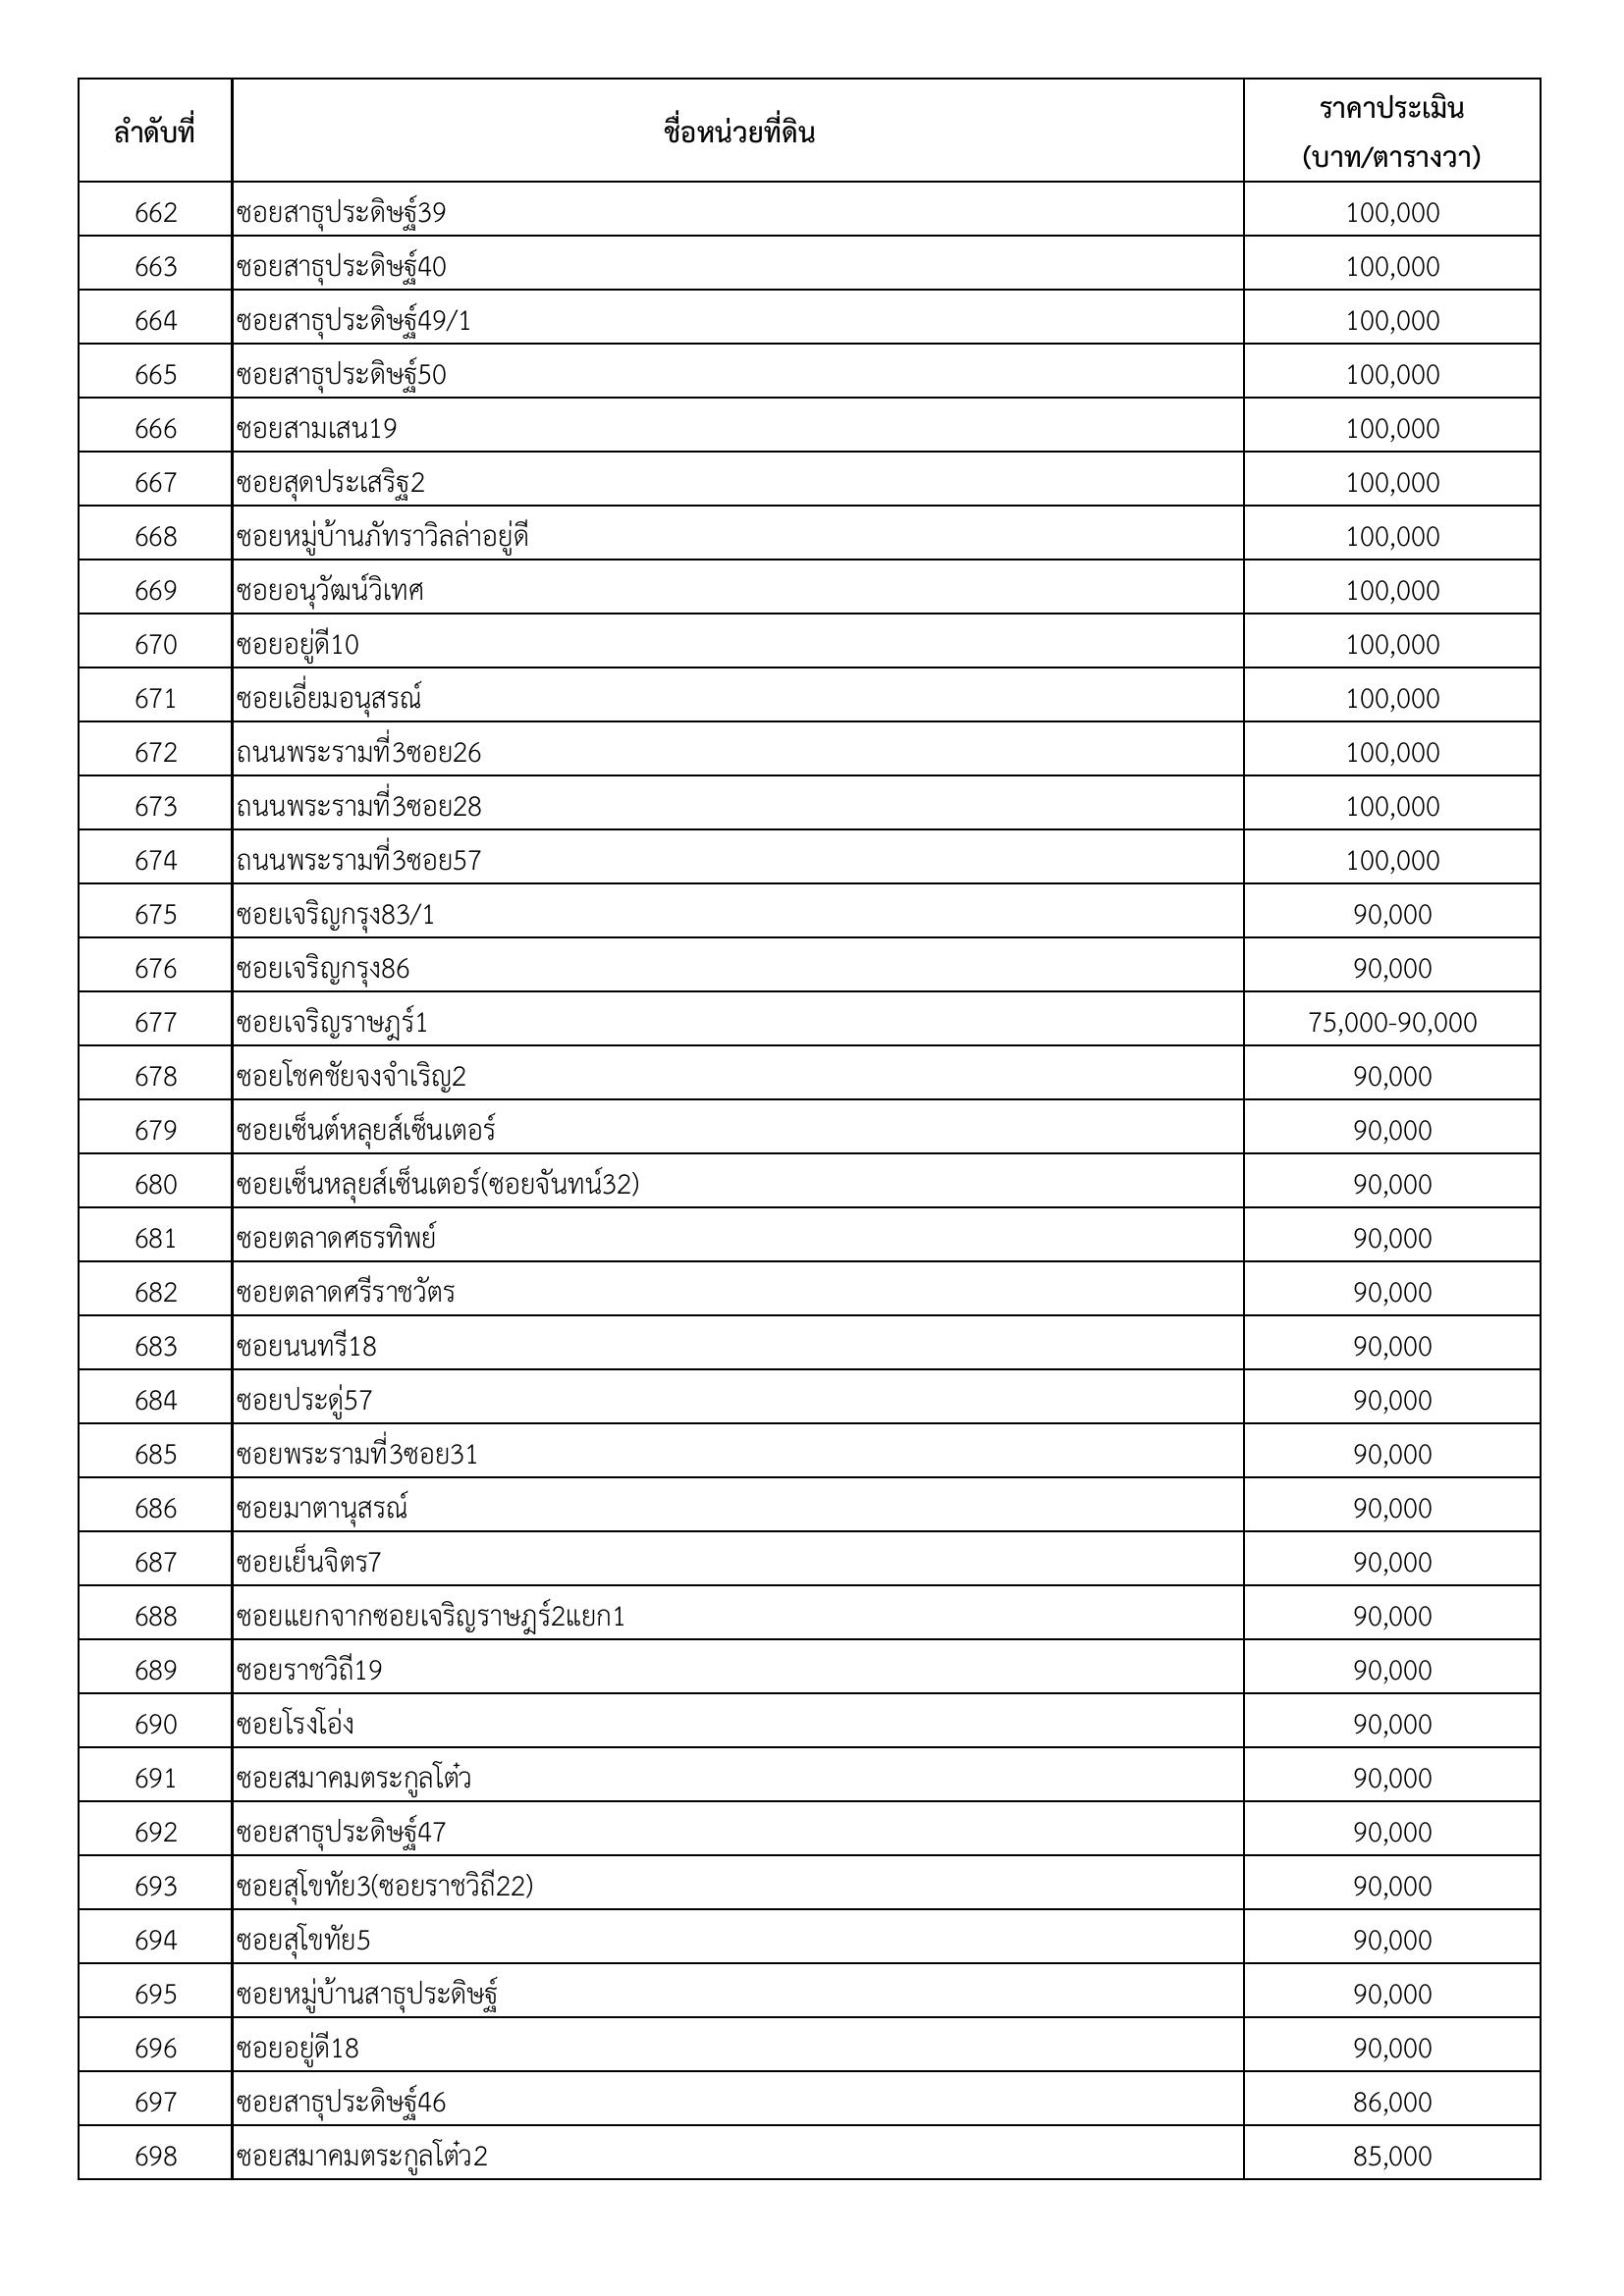 ลำดับที่ ชื่อหน่วยที่ดิน ราคาประเมิน
(บาท/ตารางวา)
662 ซอยสาธุประดิษฐ์39 100,000
663 ซอยสาธุประดิษฐ์40 100,000
664 ซอยสาธุประดิษฐ์49/1 100,000
665 ซอยสาธุประดิษฐ์50 100,000
666 ซอยสามเสน19 100,000
667 ซอยสุดประเสริฐ2 100,000
668 ซอยหมู่บ้านภัทราวิลล่าอยู่ดี 100,000
669 ซอยอนุวัฒน์วิเทศ 100,000
670 ซอยอยู่ดี10 100,000
671 ซอยเอี่ยมอนุสรณ์ 100,000
672 ถนนพระรามที่3ซอย26 100,000
673 ถนนพระรามที่3ซอย28 100,000
674 ถนนพระรามที่3ซอย57 100,000
675 ซอยเจริญกรุง83/1 90,000
676 ซอยเจริญกรุง86 90,000
677 ซอยเจริญราษฎร์1 75,000-90,000
678 ซอยโชคชัยจงจำเริญ2 90,000
679 ซอยเซ็นต์หลุยส์เซ็นเตอร์ 90,000
680 ซอยเซ็นหลุยส์เซ็นเตอร์(ซอยจันทน์32) 90,000
681 ซอยตลาดศธรทิพย์ 90,000
682 ซอยตลาดศรีราชวัตร 90,000
683 ซอยนนทรี18 90,000
684 ซอยประดู่57 90,000
685 ซอยพระรามที่3ซอย31 90,000
686 ซอยมาตานุสรณ์ 90,000
687 ซอยเย็นจิตร7 90,000
688 ซอยแยกจากซอยเจริญราษฎร์2แยก1 90,000
689 ซอยราชวิถี19 90,000
690 ซอยโรงโอ่ง 90,000
691 ซอยสมาคมตระกูลโต๋ว 90,000
692 ซอยสาธุประดิษฐ์47 90,000
693 ซอยสุโขทัย3(ซอยราชวิถี22) 90,000
694 ซอยสุโขทัย5 90,000
695 ซอยหมู่บ้านสาธุประดิษฐ์ 90,000
696 ซอยอยู่ดี18 90,000
697 ซอยสาธุประดิษฐ์46 86,000
698 ซอยสมาคมตระกูลโต๋ว2 85,000